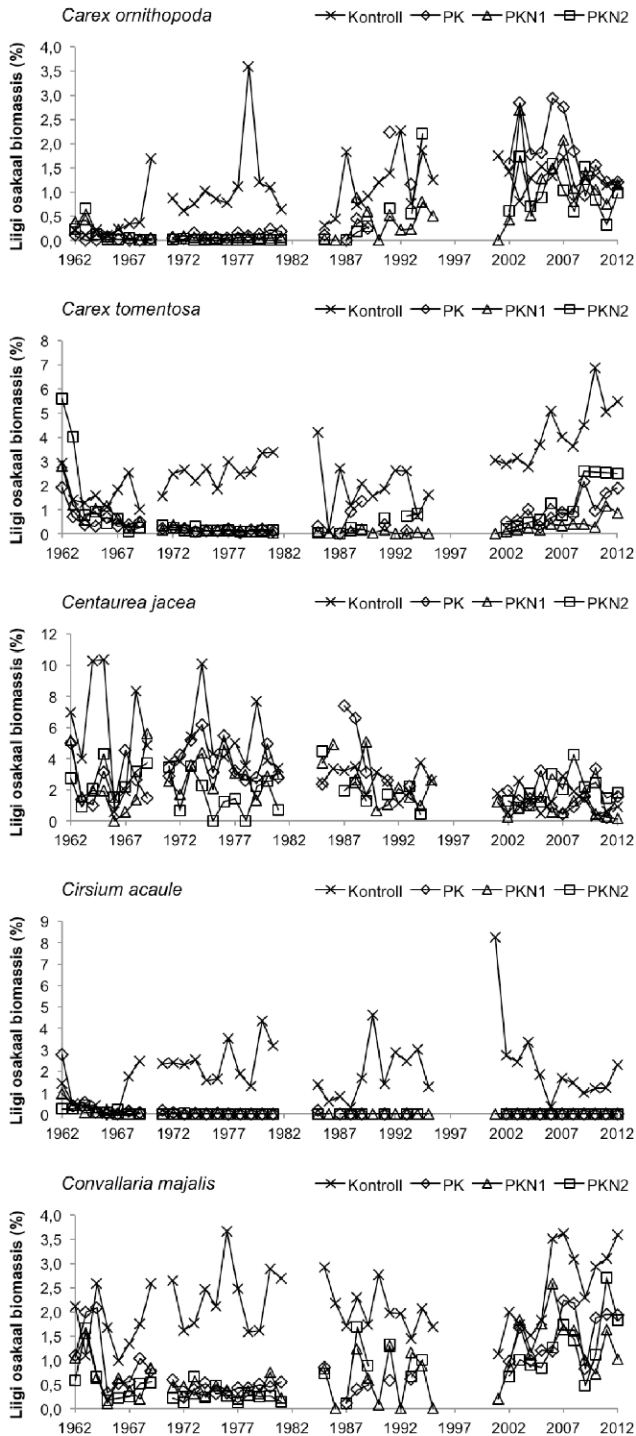 Carex ornithopoda
Kontroll PK PKN1 PKN2
Liigi osakaal biomassis (%)
4,0
3,5
3,0
2,5
2,0
1,5
1,0
0,5
0,0
1962 1967 1972 1977 1982 1987 1992 1997 2002 2007 2012
Carex tomentosa
Kontroll PK PKN1 PKN2
Liigi osakaal biomassis (%)
8
7
6
5
4
3
2
1
0
1962 1967 1972 1977 1982 1987 1992 1997 2002 2007 2012
Centaurea jacea
Kontroll PK PKN1 PKN2
Liigi osakaal biomassis (%)
12
10
8
6
4
2
0
1962 1967 1972 1977 1982 1987 1992 1997 2002 2007 2012
Cirsium acaule
Kontroll PK PKN1 PKN2
Liigi osakaal biomassis (%)
9
8
7
6
5
4
3
2
1
0
1962 1967 1972 1977 1982 1987 1992 1997 2002 2007 2012
Convallaria majalis
Kontroll PK PKN1 PKN2
Liigi osakaal biomassis (%)
4,0
3,5
3,0
2,5
2,0
1,5
1,0
0,5
0,0
1962 1967 1972 1977 1982 1987 1992 1997 2002 2007 2012